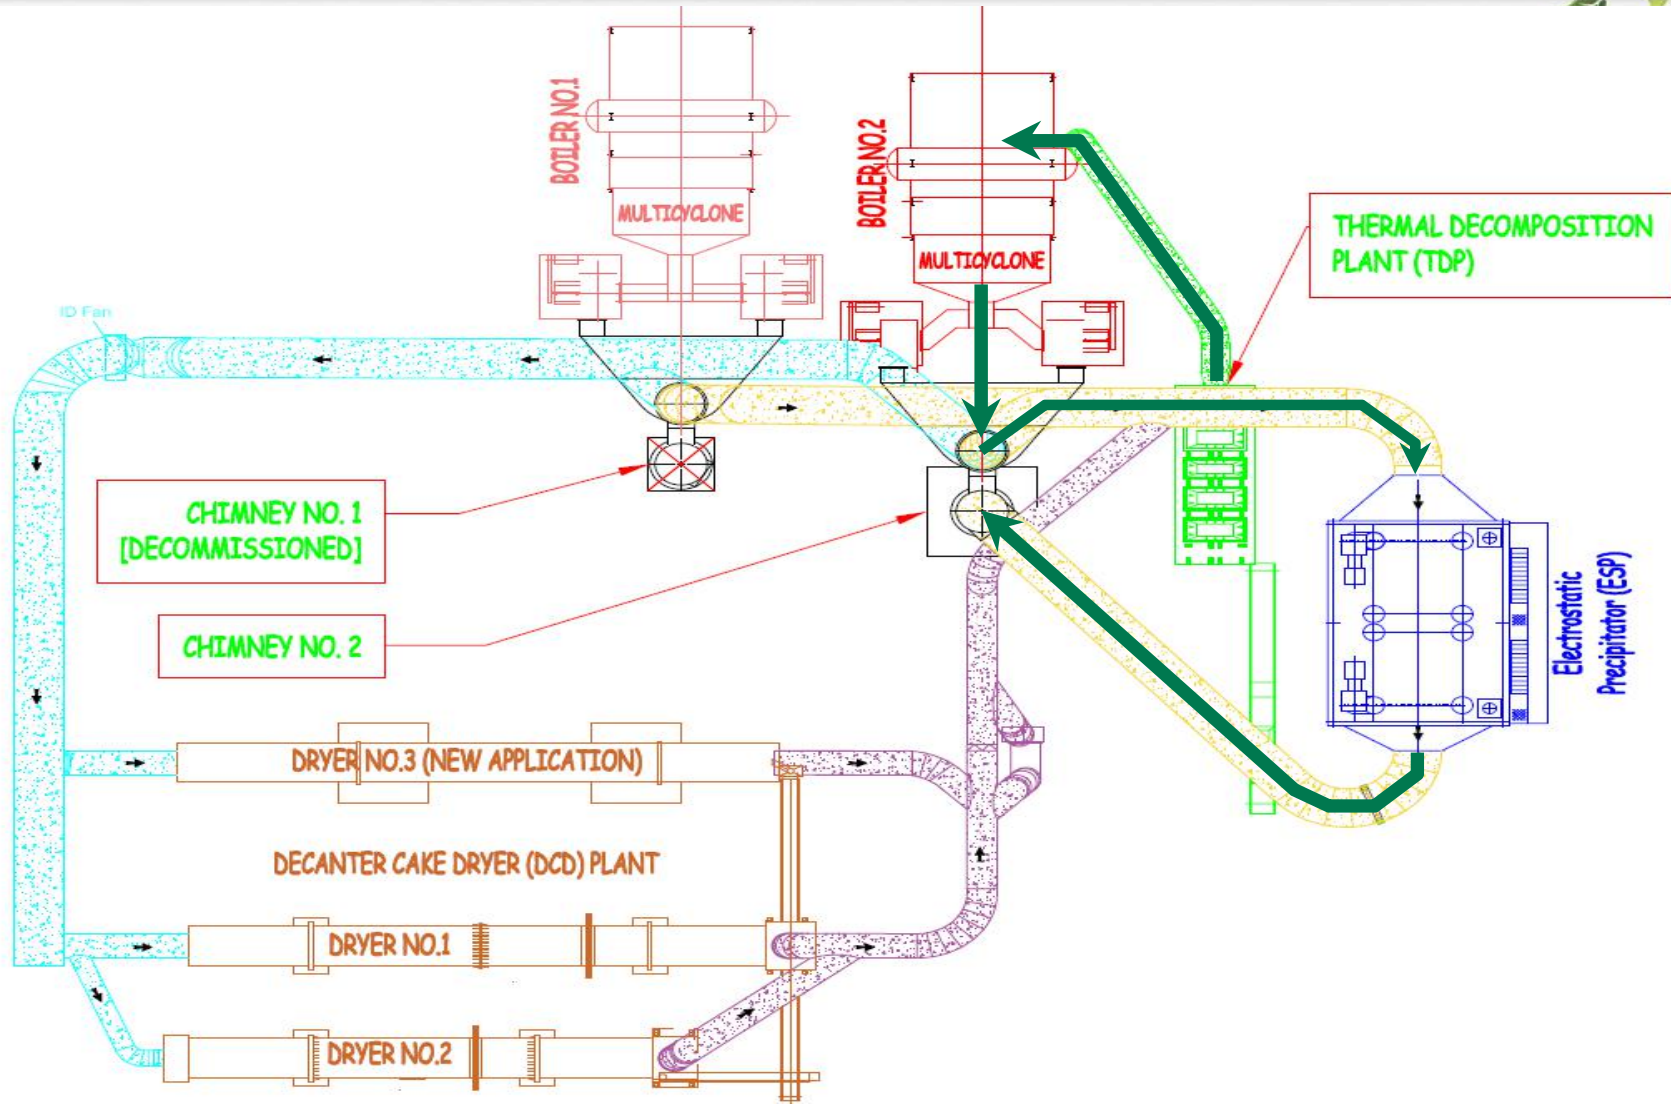 BOILER NO.1
MULTICYCLONE
BOILER NO.2
MULTICYCLONE
THERMAL DECOMPOSITION
PLANT (TDP)
ID Fan
CHIMNEY NO. 1
[DECOMMISSIONED]
CHIMNEY NO. 2
Electrostatic
Precipitator (ESP)
DRYER NO.3 (NEW APPLICATION)
DECANTER CAKE DRYER (DCD) PLANT
DRYER NO.1
DRYER NO.2